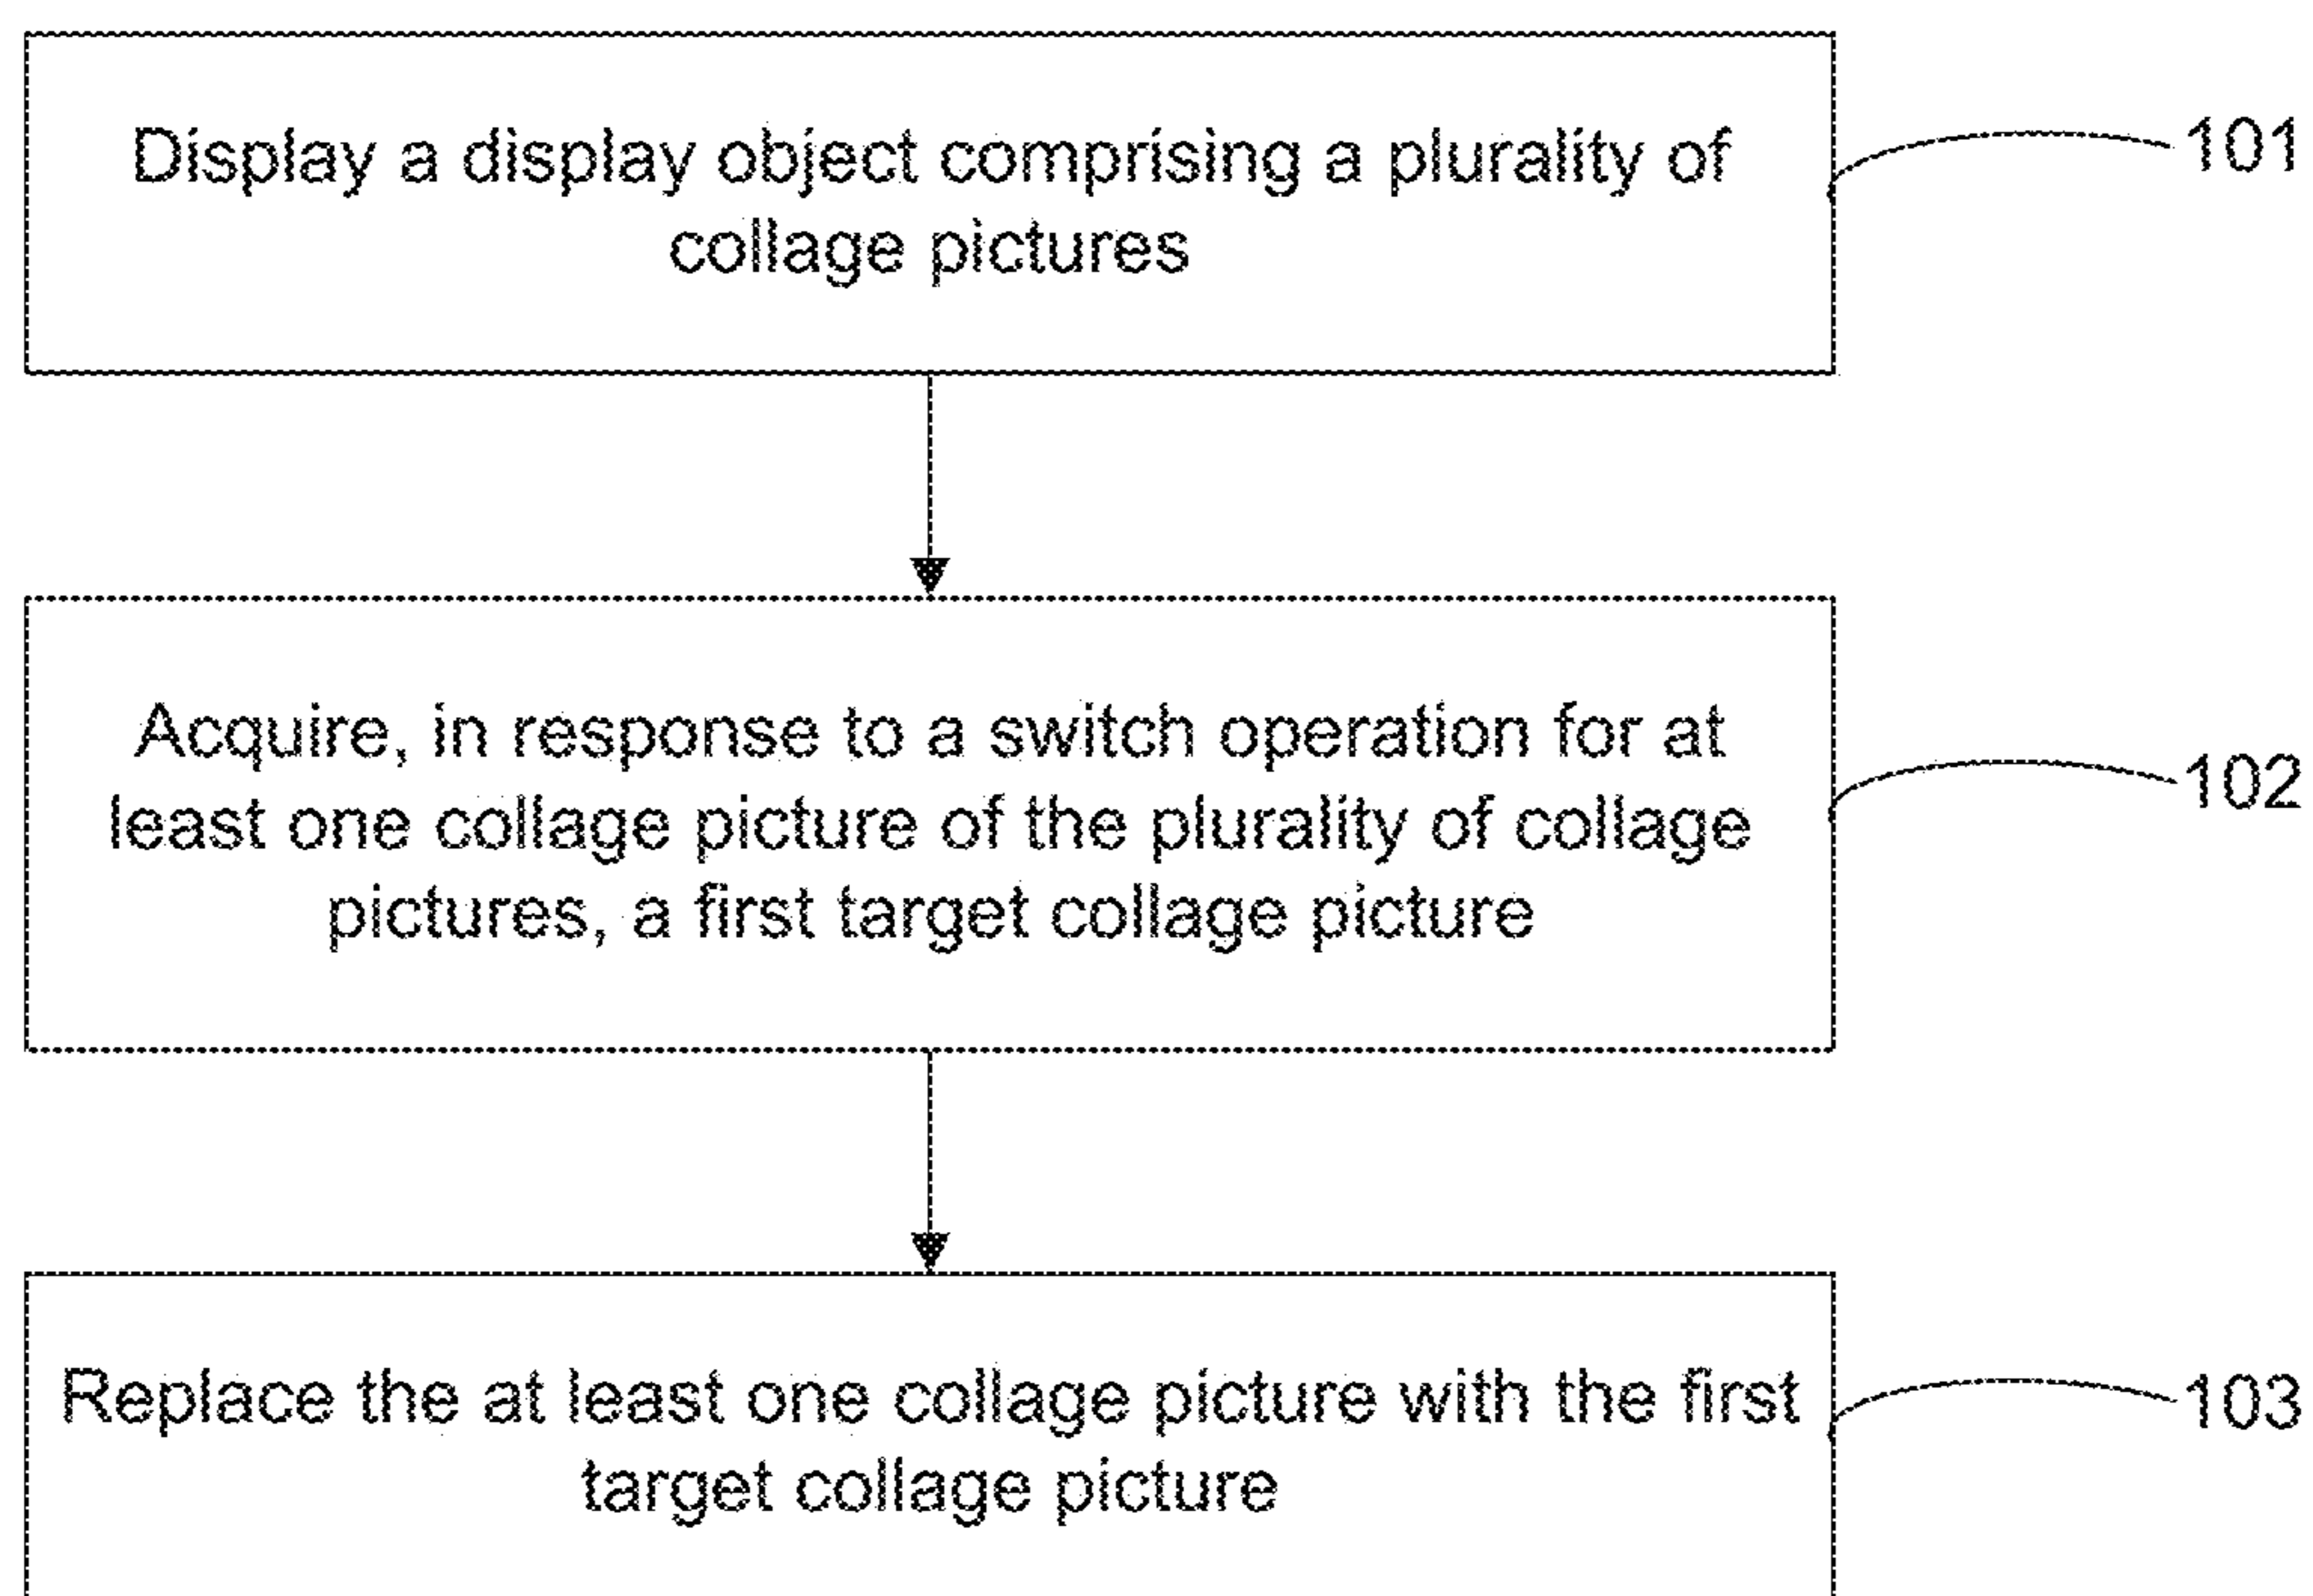 Display a display object comprising a plurality of
collage pictures
101
Acquire, in response to a switch operation for at
least one collage picture of the plurality of collage
pictures, a first target collage picture
102
Replace the at least one collage picture with the first
target collage picture
103